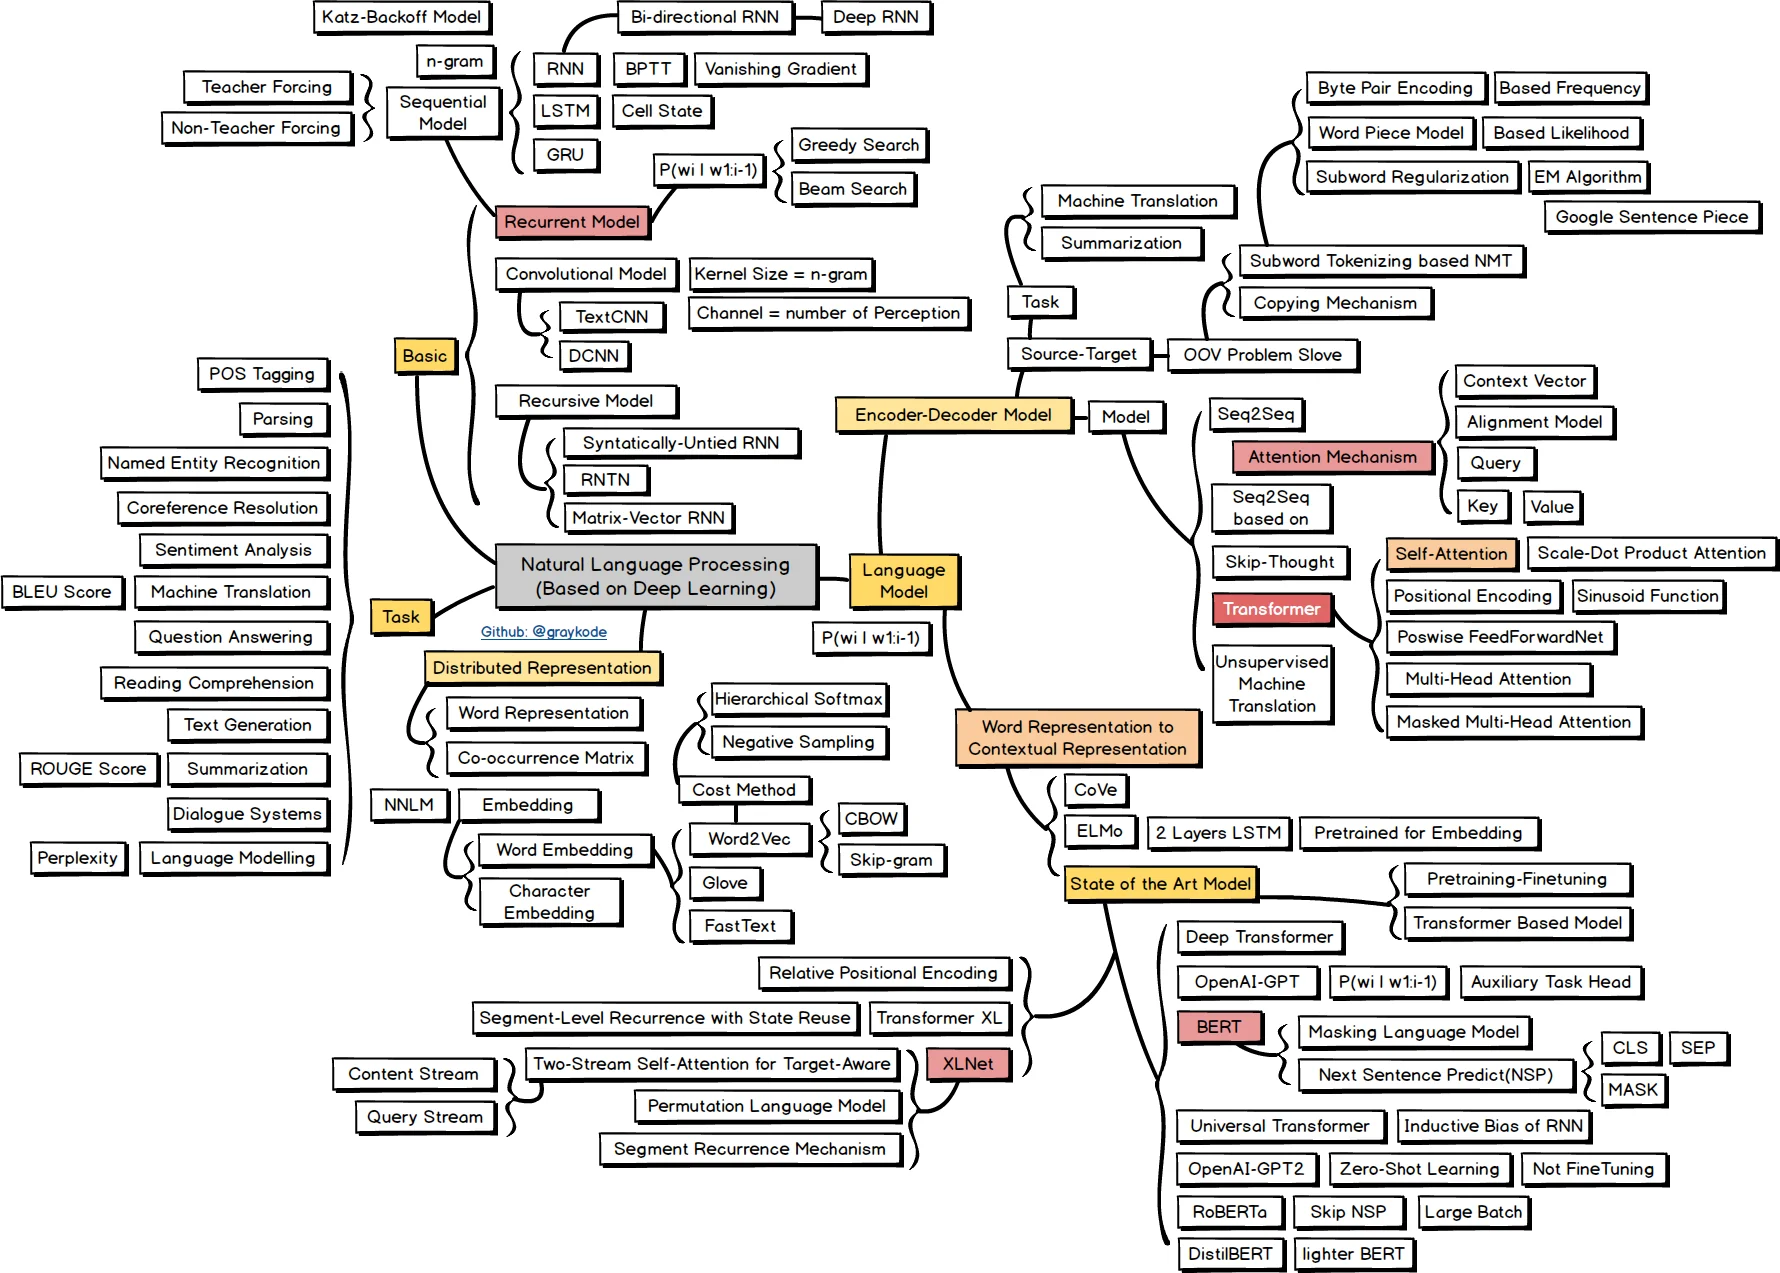 Katz-Backoff Model
Bi-directional RNN
Deep RNN
n-gram
RNN
BPTT
Vanishing Gradient
Teacher Forcing
Non-Teacher Forcing
Sequential
Model
LSTM
Cell State
GRU
P(wi | w1:i-1)
Greedy Search
Beam Search
Recurrent Model
Convolutional Model
Kernel Size = n-gram
Channel = number of Perception
TextCNN
DCNN
Basic
Recursive Model
Syntatically-Untied RNN
RNTN
Matrix-Vector RNN
Byte Pair Encoding
Based Frequency
Word Piece Model
Based Likelihood
Subword Regularization
EM Algorithm
Google Sentence Piece
Machine Translation
Summarization
Subword Tokenizing based NMT
Copying Mechanism
Task
Source-Target
OOV Problem Slove
Encoder-Decoder Model
Model
Seq2Seq
Attention Mechanism
Context Vector
Alignment Model
Query
Key
Value
Seq2Seq
based on
Skip-Thought
Transformer
Self-Attention
Scale-Dot Product Attention
Positional Encoding
Sinusoid Function
Poswise FeedForwardNet
Multi-Head Attention
Masked Multi-Head Attention
Unsupervised
Machine
Translation
POS Tagging
Parsing
Named Entity Recognition
Coreference Resolution
Sentiment Analysis
BLEU Score
Machine Translation
Question Answering
Reading Comprehension
Text Generation
ROUGE Score
Summarization
Dialogue Systems
Perplexity
Language Modelling
Task
Natural Language Processing
(Based on Deep Learning)
Github: @graykode
Language
Model
P(wi | w1:i-1)
Distributed Representation
Word Representation
Co-occurrence Matrix
NNLM
Embedding
Word Embedding
Character
Embedding
Hierarchical Softmax
Negative Sampling
Cost Method
Word2Vec
CBOW
Skip-gram
Glove
FastText
Word Representation to
Contextual Representation
CoVe
ELMo
2 Layers LSTM
Pretrained for Embedding
State of the Art Model
Pretraining-Finetuning
Transformer Based Model
Relative Positional Encoding
Segment-Level Recurrence with State Reuse
Transformer XL
Two-Stream Self-Attention for Target-Aware
XLNet
Content Stream
Query Stream
Permutation Language Model
Segment Recurrence Mechanism
Deep Transformer
OpenAI-GPT
P(wi | w1:i-1)
Auxiliary Task Head
BERT
Masking Language Model
Next Sentence Predict(NSP)
CLS
SEP
MASK
Universal Transformer
Inductive Bias of RNN
OpenAI-GPT2
Zero-Shot Learning
Not FineTuning
RoBERTa
Skip NSP
Large Batch
DistilBERT
lighter BERT